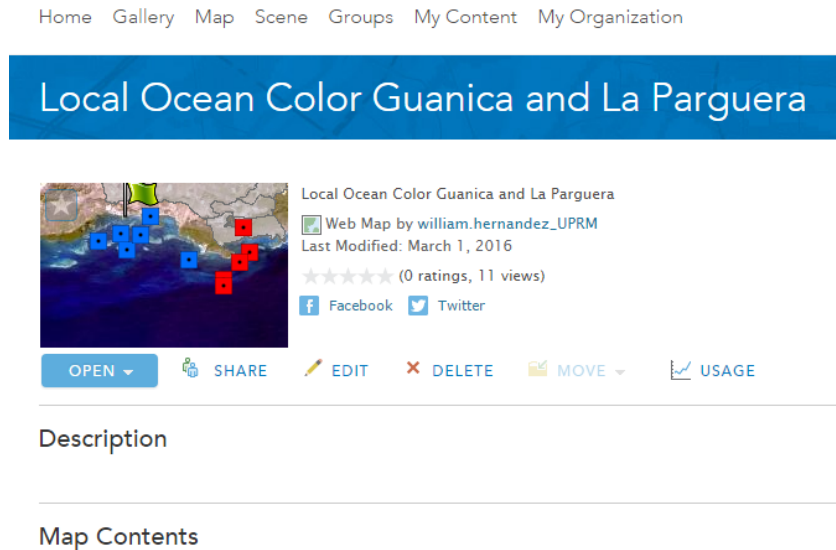 Home Gallery Map Scene Groups My Content My Organization
Local Ocean Color Guanica and La Parguera
Local Ocean Color Guanica and La Parguera
Web Map by william.hernandez_UPRM
Last Modified: March 1, 2016
(0 ratings, 11 views)
Facebook Twitter
OPEN SHARE EDIT DELETE MOVE USAGE
Description
Map Contents